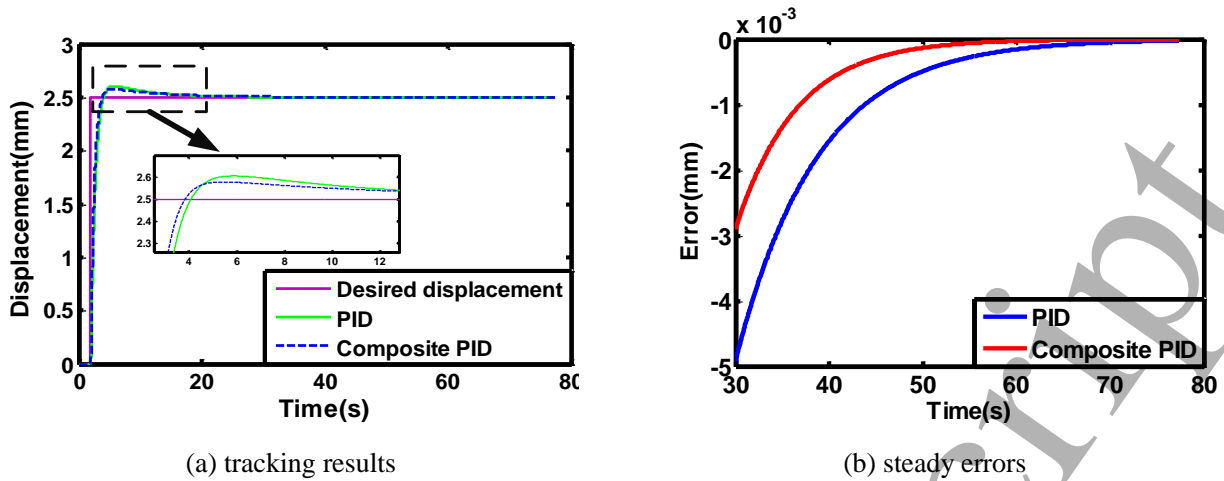 3
2.5
2
1.5
1
0.5
0
0 20 40 60 80
Displacement(mm)
Time(s)
2.6
2.5
2.4
2.3
4 6 8 10 12
Desired displacement
PID
Composite PID
(a) tracking results
x 10^-3
0
-1
-2
-3
-4
-5
30 40 50 60 70 80
Error(mm)
Time(s)
PID
Composite PID
(b) steady errors
ript